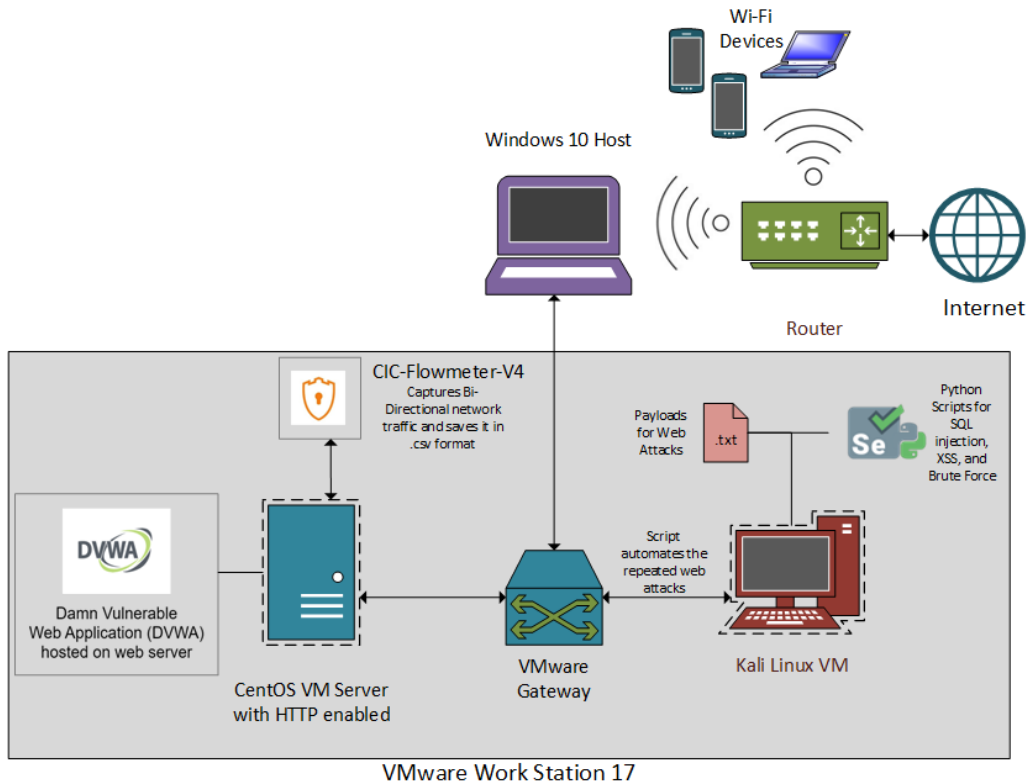 Wi-Fi
Devices
Windows 10 Host
Internet
Router
CIC-Flowmeter-V4
Captures Bi-
Directional network
traffic and saves it in
.csv format
Payloads
for Web
Attacks
.txt
Se
Python
Scripts for
SQL
injection,
XSS, and
Brute Force
DVWA
Damn Vulnerable
Web Application (DVWA)
hosted on web server
Script
automates the
repeated web
attacks
CentOS VM Server
with HTTP enabled
VMware
Gateway
Kali Linux VM
VMware Work Station 17